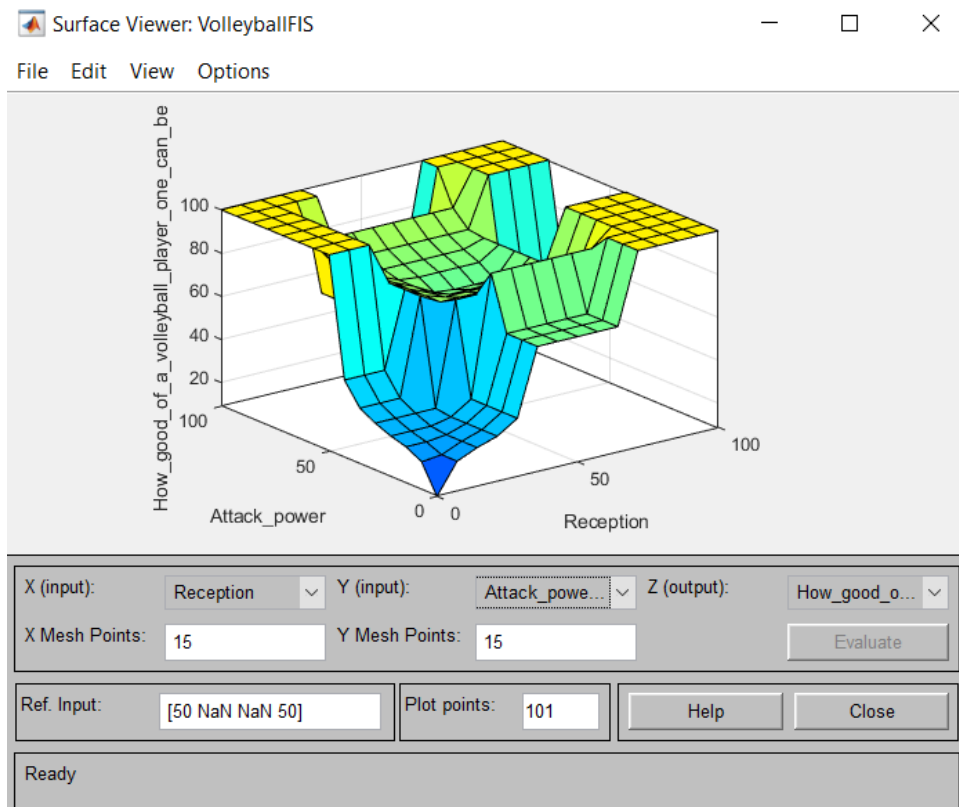 Surface Viewer: VolleyballFIS
File Edit View Options
How_good_of_a_volleyball_player_one_can_be
100
80
60
40
20
100
50
0
Attack_power
0
50
100
Reception
X (input): Reception Y (input): Attack_powe... Z (output): How_good_o...
X Mesh Points: 15 Y Mesh Points: 15 Evaluate
Ref. Input: [50 NaN NaN 50] Plot points: 101 Help Close
Ready